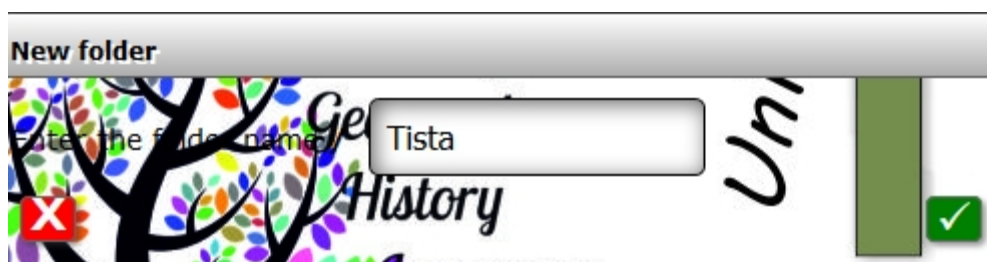 New folder
Enter the folder name
Tista
History
X
✓